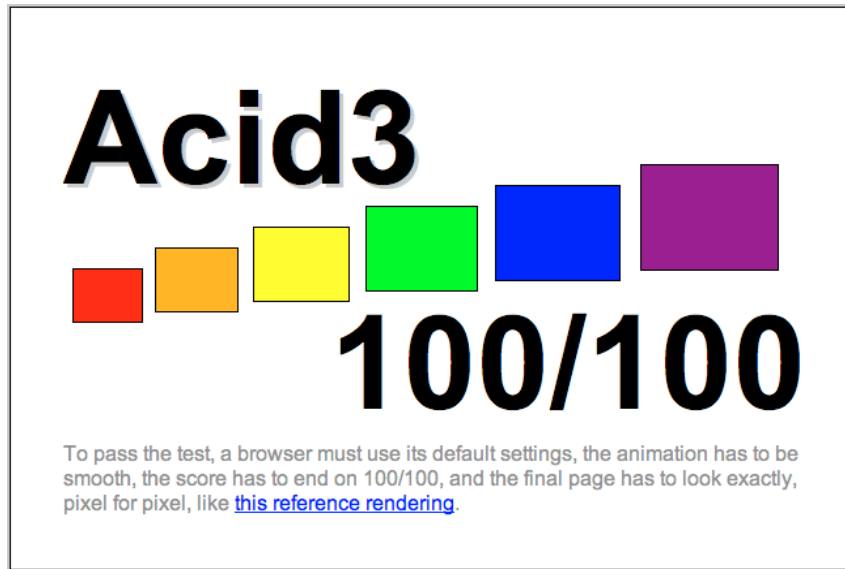 Acid3
100/100
To pass the test, a browser must use its default settings, the animation has to be
smooth, the score has to end on 100/100, and the final page has to look exactly,
pixel for pixel, like this reference rendering.